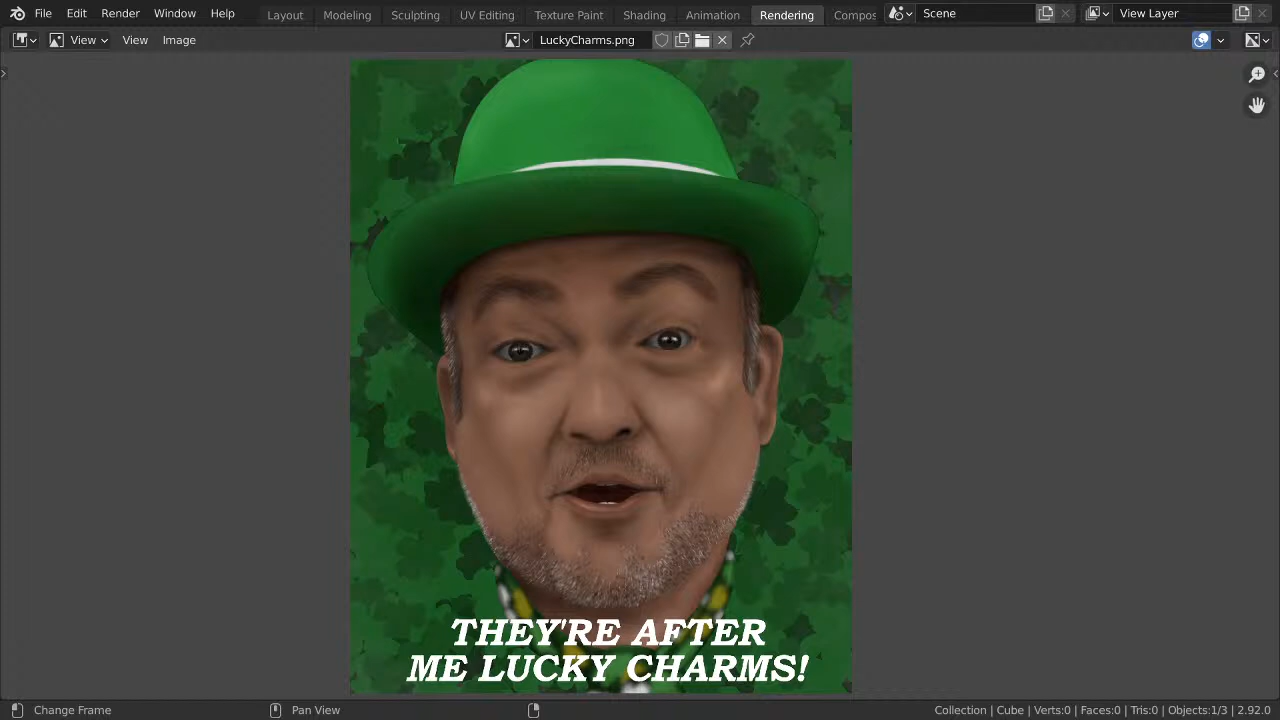 File Edit Render Window Help Layout Modeling Sculpting UV Editing Texture Paint Shading Animation Rendering Compos Scene View Layer
View View Image LuckyCharms.png
THEY'RE AFTER
ME LUCKY CHARMS!
Change Frame Pan View Collection | Cube | Verts:0 | Faces:0 | Tris:0 | Objects:1/3 | 2.92.0